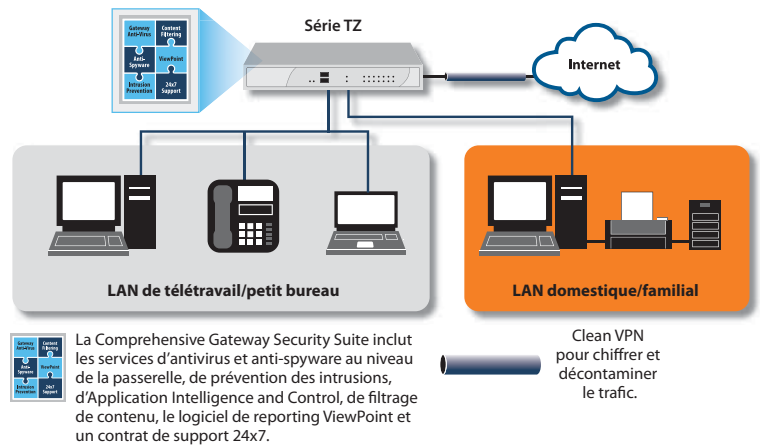 Gateway
Anti-Virus
Content
Filtering
Anti-
Spyware
ViewPoint
Intrusion
Prevention
24x7
Support
Série TZ
Internet
LAN de télétravail/petit bureau
LAN domestique/familial
Gateway
Anti-Virus
Content
Filtering
Anti-
Spyware
ViewPoint
Intrusion
Prevention
24x7
Support
La Comprehensive Gateway Security Suite inclut
les services d'antivirus et anti-spyware au niveau
de la passerelle, de prévention des intrusions,
d'Application Intelligence and Control, de filtrage
de contenu, le logiciel de reporting ViewPoint et
un contrat de support 24x7.
Clean VPN
pour chiffrer et
décontaminer
le trafic.